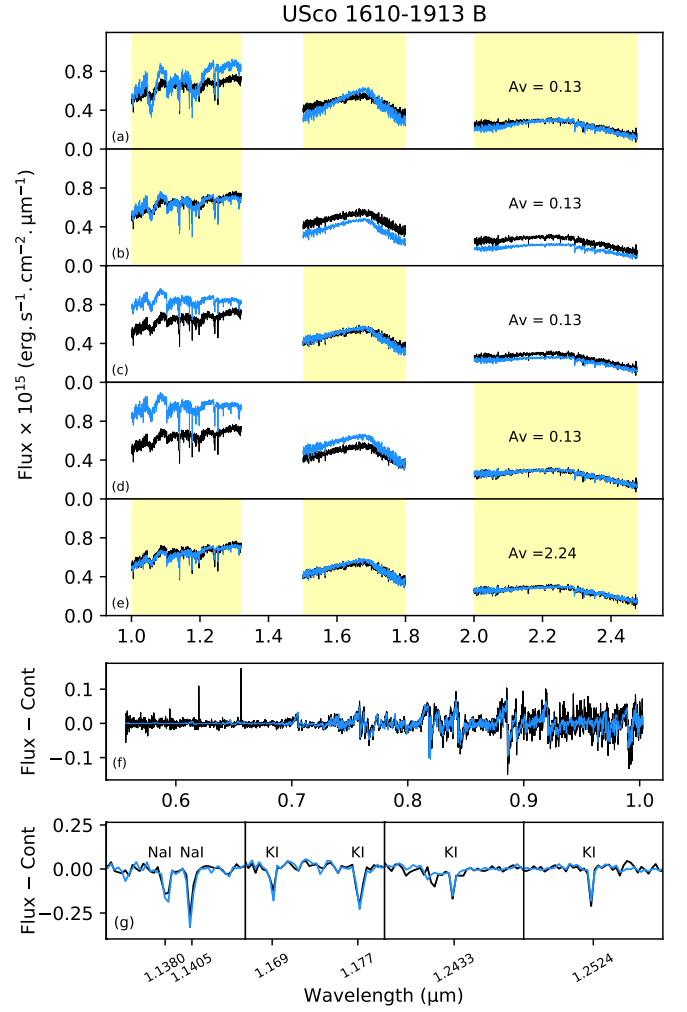 USco 1610-1913 B
Flux × 10¹⁵ (erg.s⁻¹.cm⁻².µm⁻¹)
0.8
0.4
0.0
(a)
Av = 0.13
0.8
0.4
0.0
(b)
Av = 0.13
0.8
0.4
0.0
(c)
Av = 0.13
0.8
0.4
0.0
(d)
Av = 0.13
0.8
0.4
0.0
(e)
Av =2.24
1.0 1.2 1.4 1.6 1.8 2.0 2.2 2.4
Flux − Cont
0.1
0.0
−0.1
(f)
0.6 0.7 0.8 0.9 1.0
Flux − Cont
0.25
0.00
−0.25
NaI NaI KI KI KI KI
(g)
1.1380 1.1405 1.169 1.177 1.2433 1.2524
Wavelength (µm)